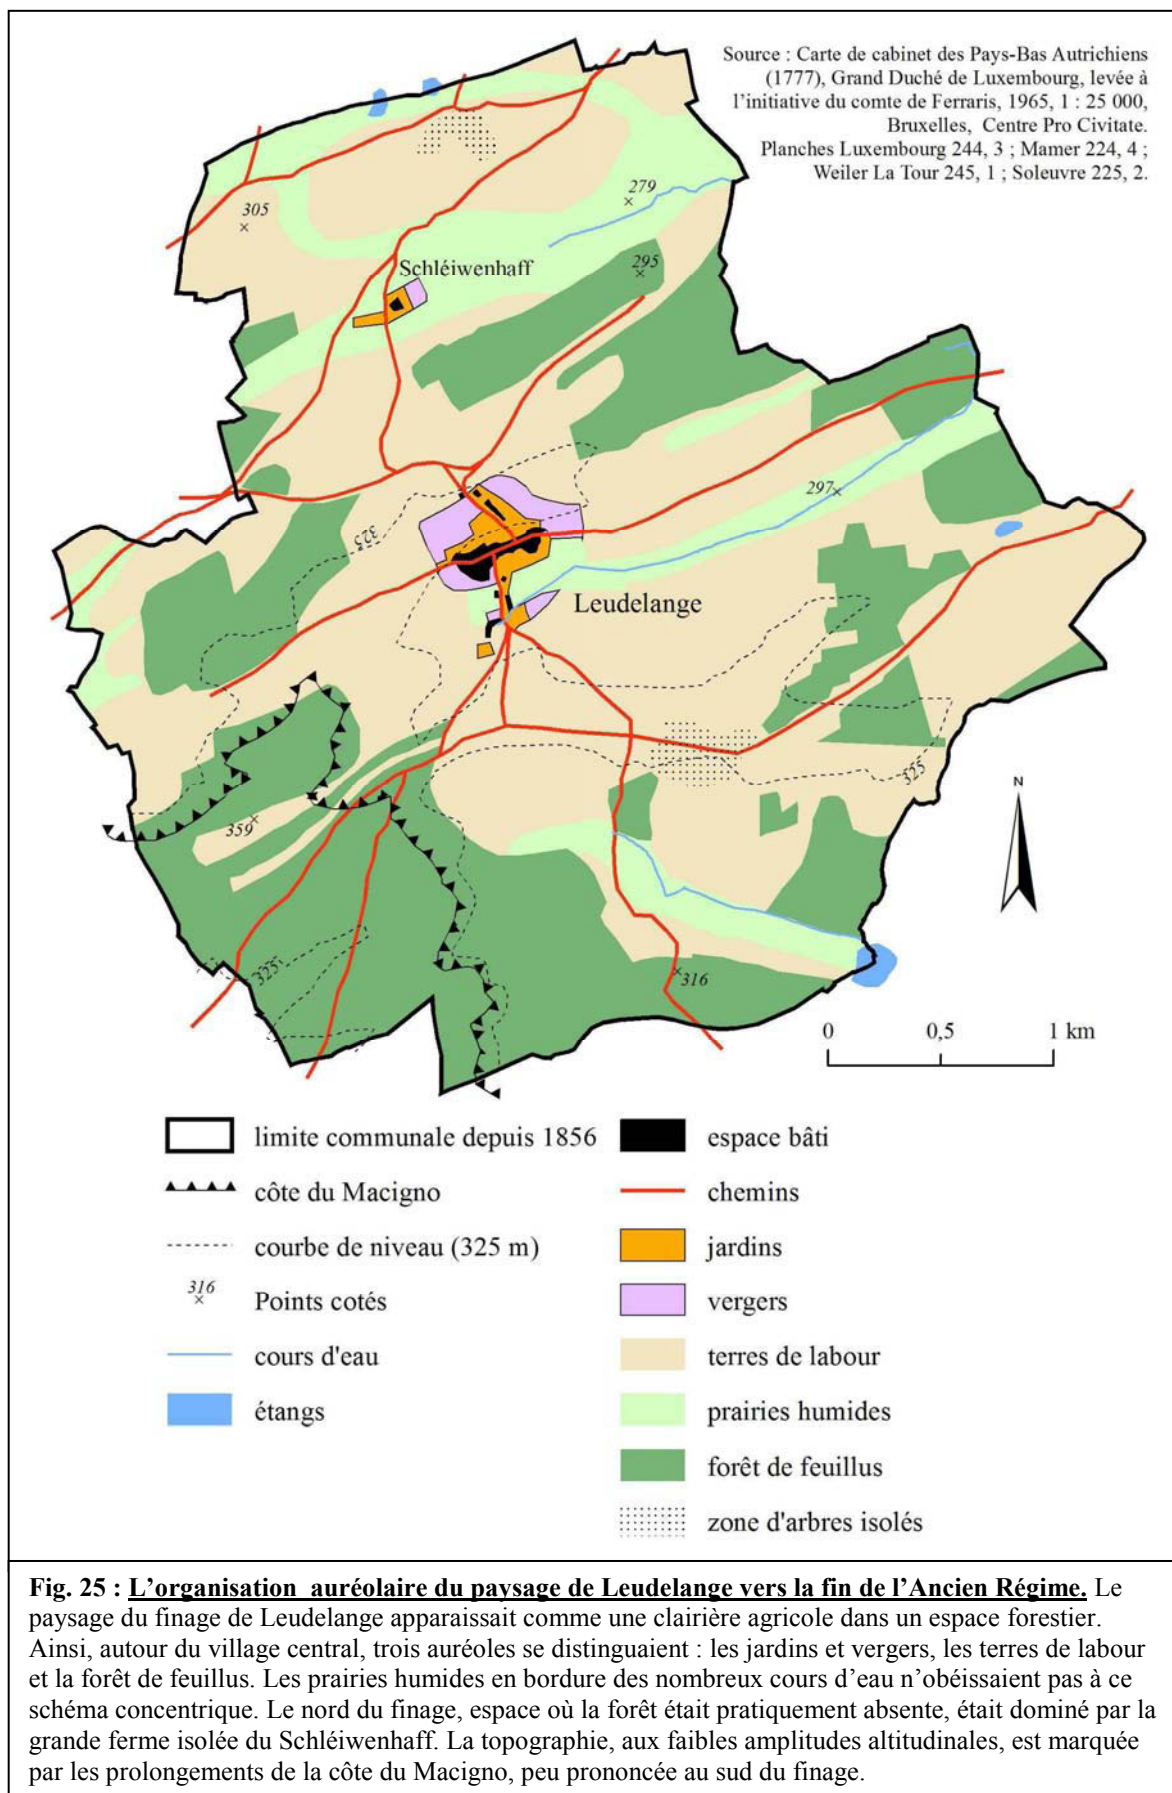 Source : Carte de cabinet des Pays-Bas Autrichiens
(1777), Grand Duché de Luxembourg, levée à
l'initiative du comte de Ferraris, 1965, 1 : 25 000,
Bruxelles, Centre Pro Civitate.
Planches Luxembourg 244, 3 ; Mamer 224, 4 ;
Weiler La Tour 245, 1 ; Soleuvre 225, 2.
279
305
295
Schléiwenhaff
297
325
Leudelange
325
359
325
316
N
0 0,5 1 km
limite communale depuis 1856
côte du Macigno
courbe de niveau (325 m)
316
Points cotés
cours d'eau
étangs
espace bâti
chemins
jardins
vergers
terres de labour
prairies humides
forêt de feuillus
zone d'arbres isolés
Fig. 25 : L'organisation auréolaire du paysage de Leudelange vers la fin de l'Ancien Régime. Le
paysage du finage de Leudelange apparaissait comme une clairière agricole dans un espace forestier.
Ainsi, autour du village central, trois auréoles se distinguaient : les jardins et vergers, les terres de labour
et la forêt de feuillus. Les prairies humides en bordure des nombreux cours d'eau n'obéissaient pas à ce
schéma concentrique. Le nord du finage, espace où la forêt était pratiquement absente, était dominé par la
grande ferme isolée du Schléiwenhaff. La topographie, aux faibles amplitudes altitudinales, est marquée
par les prolongements de la côte du Macigno, peu prononcée au sud du finage.